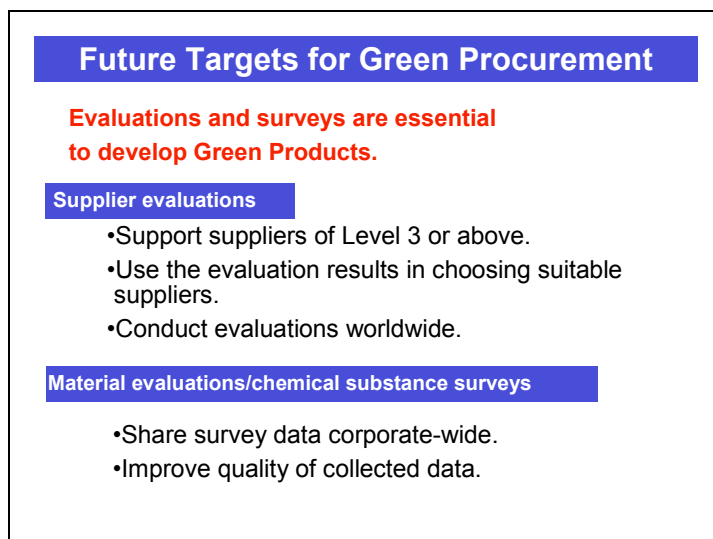 Future Targets for Green Procurement
Evaluations and surveys are essential
to develop Green Products.
Supplier evaluations
•Support suppliers of Level 3 or above.
•Use the evaluation results in choosing suitable
suppliers.
•Conduct evaluations worldwide.
Material evaluations/chemical substance surveys
•Share survey data corporate-wide.
•Improve quality of collected data.